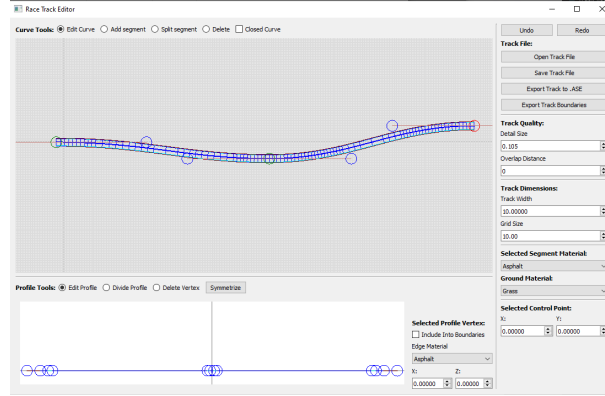 Race Track Editor
Curve Tools: Edit Curve Add segment Split segment Delete Closed Curve
Undo Redo
Track File:
Open Track File
Save Track File
Export Track to .ASE
Export Track Boundaries
Track Quality:
Detail Size
0.105
Overlap Distance
0
Track Dimensions:
Track Width
10.00000
Grid Size
10.00
Selected Segment Material:
Asphalt
Ground Material:
Grass
Selected Control Point:
X: Y:
0.00000 0.00000
Profile Tools: Edit Profile Divide Profile Delete Vertex Symmetrize
Selected Profile Vertex:
Include Into Boundaries
Edge Material
Asphalt
X: Z:
0.00000 0.00000